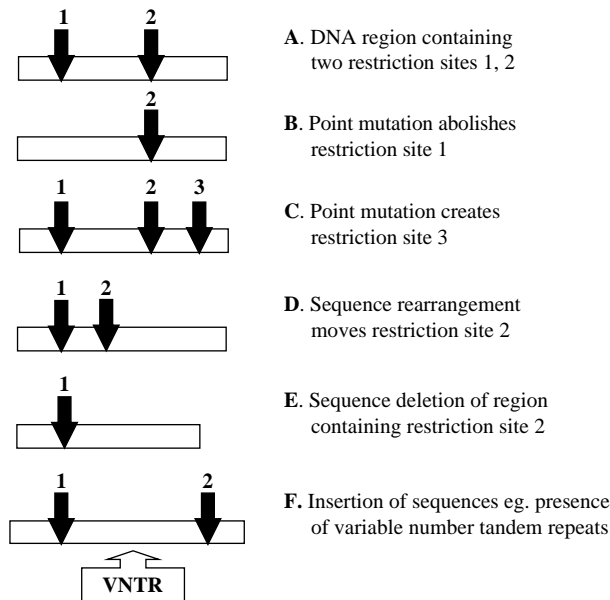 1 2
A. DNA region containing
two restriction sites 1, 2
2
B. Point mutation abolishes
restriction site 1
1 2 3
C. Point mutation creates
restriction site 3
1 2
D. Sequence rearrangement
moves restriction site 2
1
E. Sequence deletion of region
containing restriction site 2
1 2
F. Insertion of sequences eg. presence
of variable number tandem repeats
VNTR